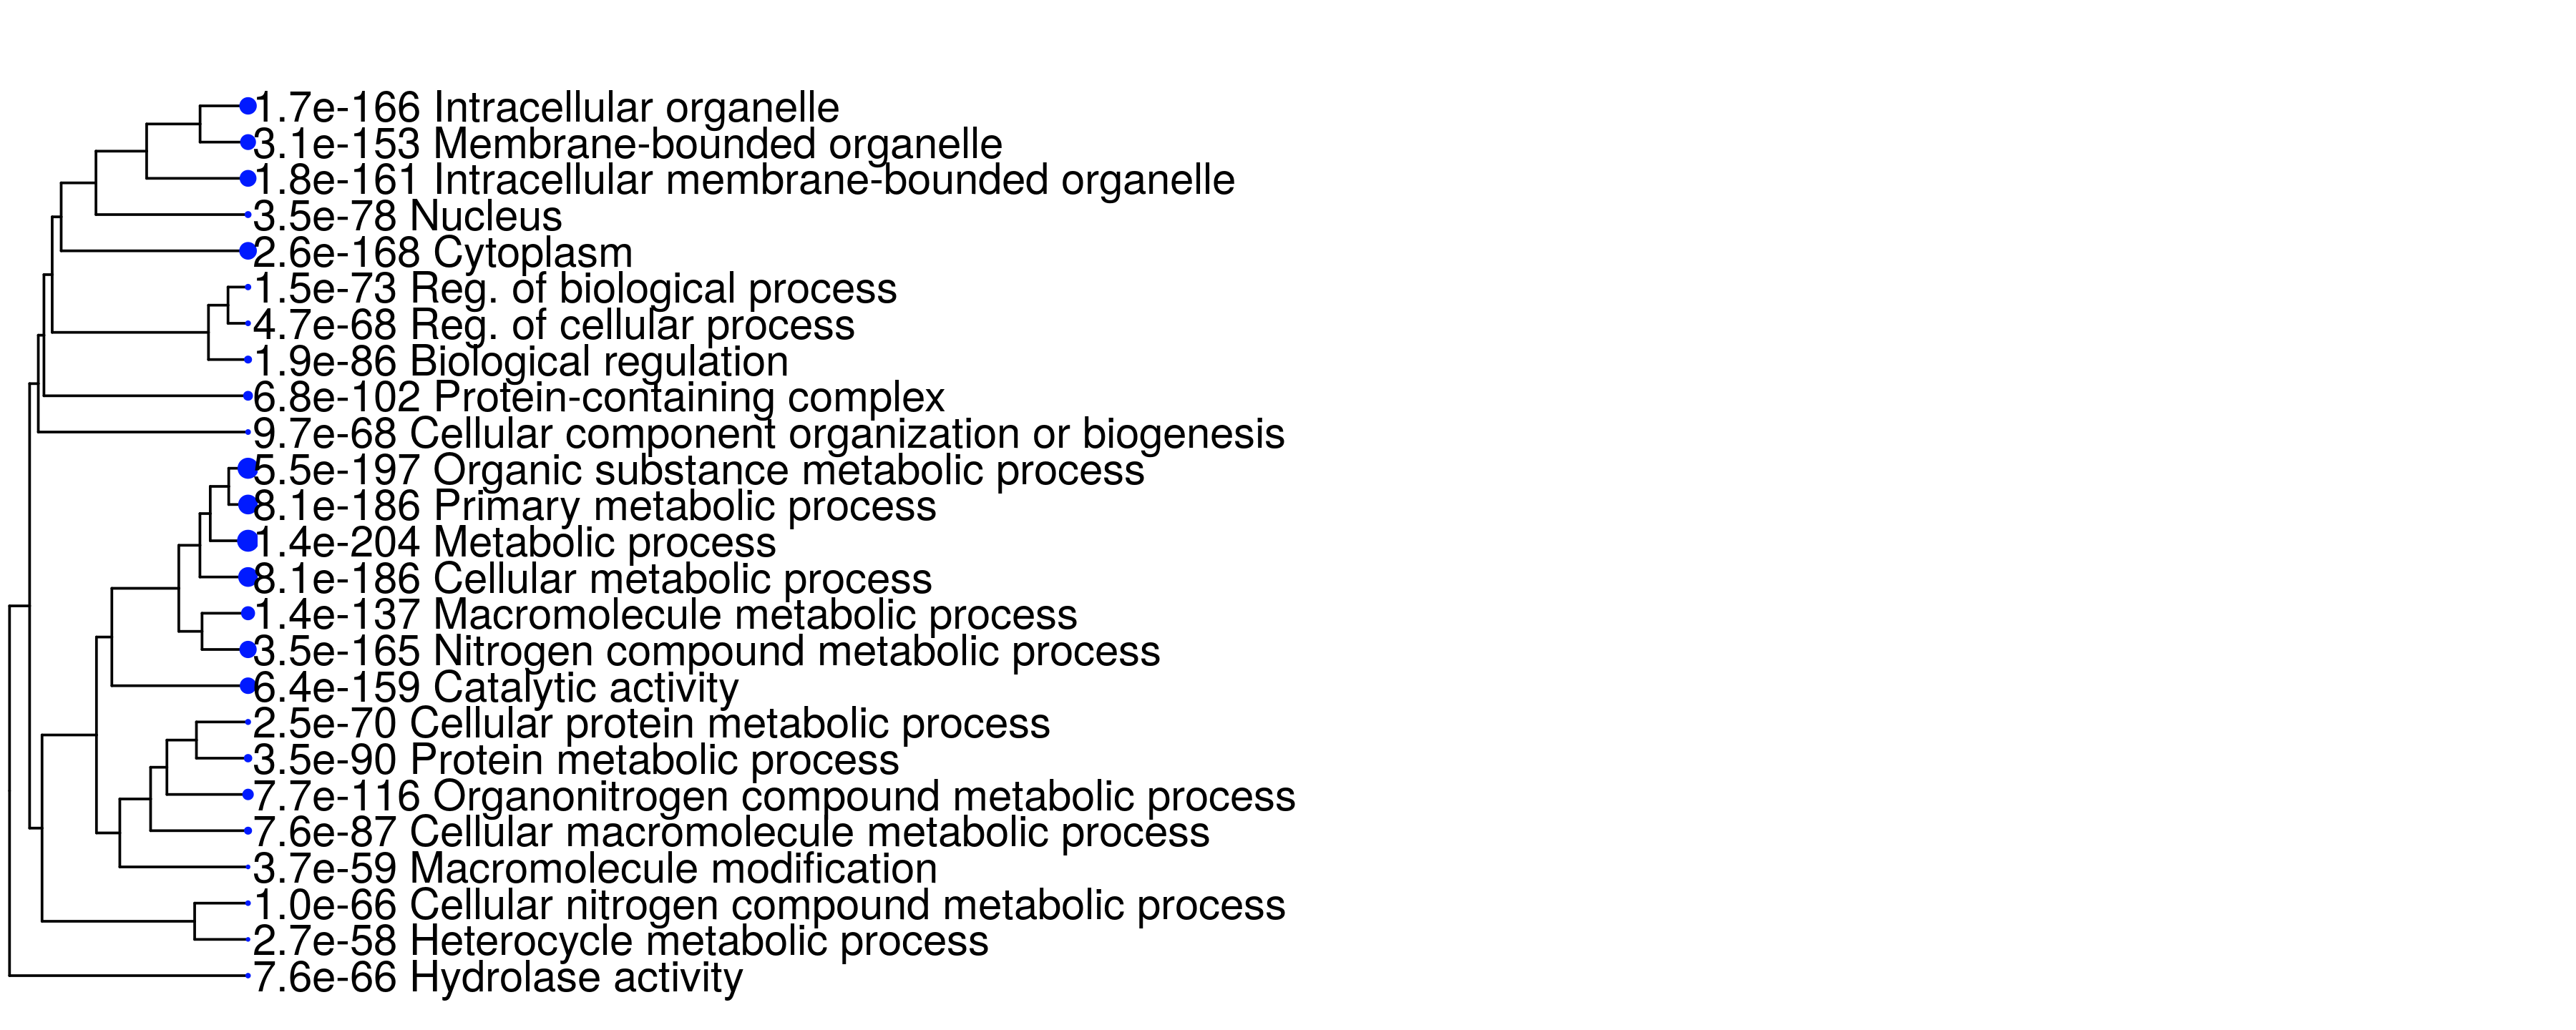 1.7e-166 Intracellular organelle
3.1e-153 Membrane-bounded organelle
1.8e-161 Intracellular membrane-bounded organelle
3.5e-78 Nucleus
2.6e-168 Cytoplasm
1.5e-73 Reg. of biological process
4.7e-68 Reg. of cellular process
1.9e-86 Biological regulation
6.8e-102 Protein-containing complex
9.7e-68 Cellular component organization or biogenesis
5.5e-197 Organic substance metabolic process
8.1e-186 Primary metabolic process
1.4e-204 Metabolic process
8.1e-186 Cellular metabolic process
1.4e-137 Macromolecule metabolic process
3.5e-165 Nitrogen compound metabolic process
6.4e-159 Catalytic activity
2.5e-70 Cellular protein metabolic process
3.5e-90 Protein metabolic process
7.7e-116 Organonitrogen compound metabolic process
7.6e-87 Cellular macromolecule metabolic process
3.7e-59 Macromolecule modification
1.0e-66 Cellular nitrogen compound metabolic process
2.7e-58 Heterocycle metabolic process
7.6e-66 Hydrolase activity